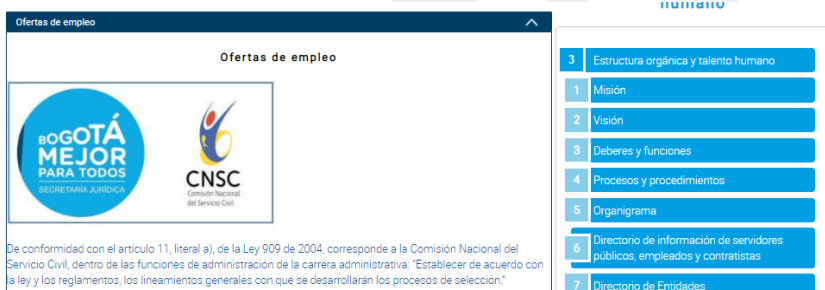 humano
Ofertas de empleo
Ofertas de empleo
BOGOTÁ
MEJOR
PARA TODOS
SECRETARÍA JURÍDICA
CNSC
Comisión Nacional
del Servicio Civil
De conformidad con el artículo 11, literal a), de la Ley 909 de 2004, corresponde a la Comisión Nacional del
Servicio Civil, dentro de las funciones de administración de la carrera administrativa: “Establecer de acuerdo con
la ley y los reglamentos, los lineamientos generales con que se desarrollarán los procesos de selección.”
3 Estructura orgánica y talento humano
1 Misión
2 Visión
3 Deberes y funciones
4 Procesos y procedimientos
5 Organigrama
6 Directorio de información de servidores
públicos, empleados y contratistas
7 Directorio de Entidades